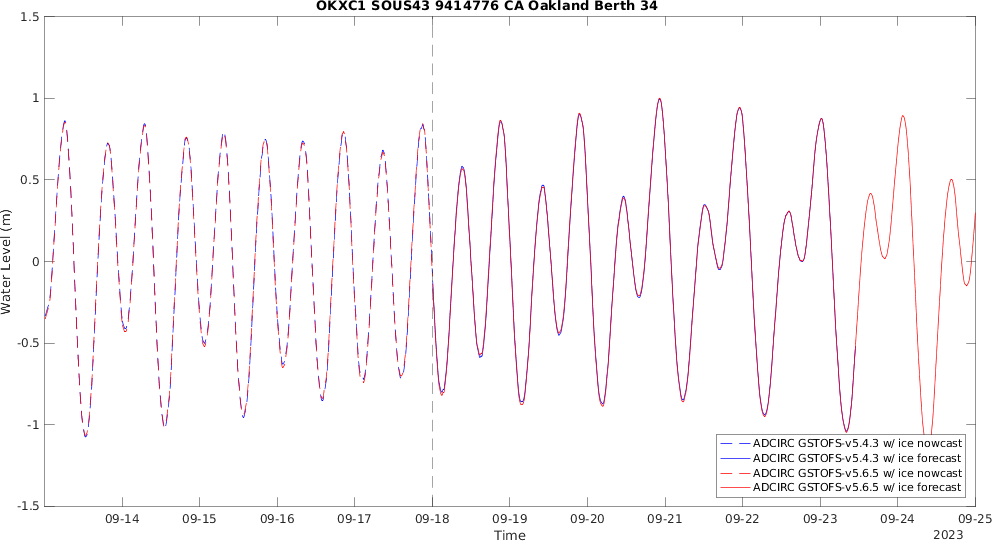 OKXC1 SOUS43 9414776 CA Oakland Berth 34
1.5
1
0.5
0
-0.5
-1
-1.5
Water Level (m)
ADCIRC GSTOFS-v5.4.3 w/ ice nowcast
ADCIRC GSTOFS-v5.4.3 w/ ice forecast
ADCIRC GSTOFS-v5.6.5 w/ ice nowcast
ADCIRC GSTOFS-v5.6.5 w/ ice forecast
09-14 09-15 09-16 09-17 09-18 09-19 09-20 09-21 09-22 09-23 09-24 09-25
Time
2023